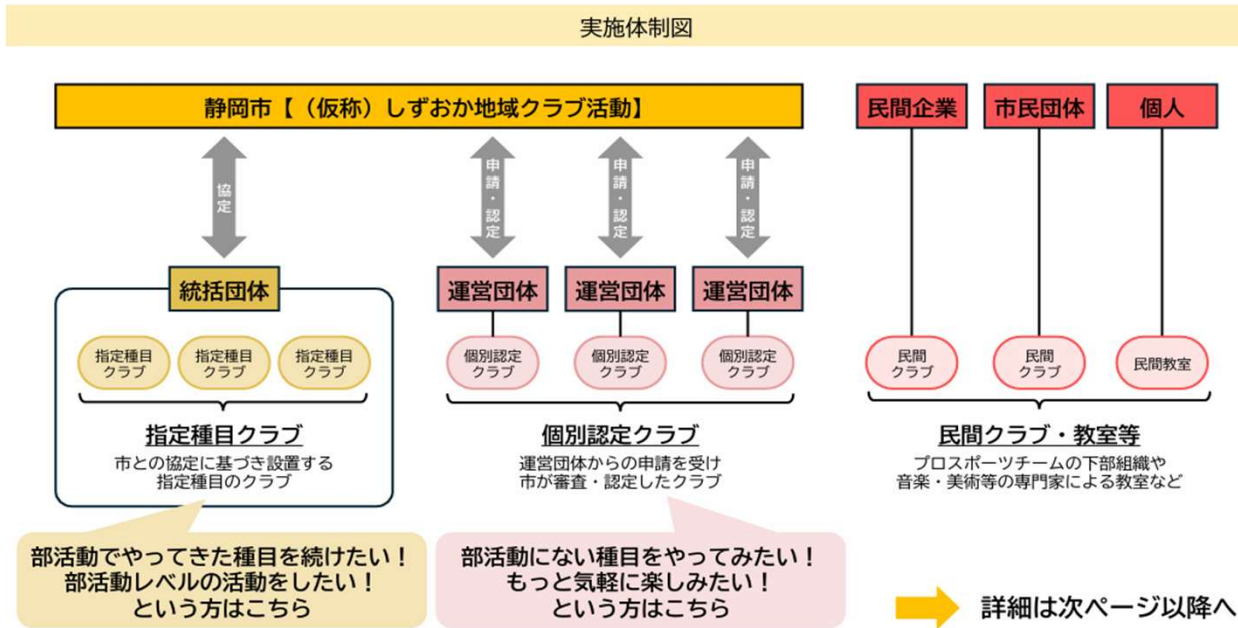 実施体制図
静岡市【（仮称）しずおか地域クラブ活動】
民間企業
市民団体
個人
協定
申請・認定
申請・認定
申請・認定
統括団体
運営団体
運営団体
運営団体
指定種目
クラブ
指定種目
クラブ
指定種目
クラブ
個別認定
クラブ
個別認定
クラブ
個別認定
クラブ
民間
クラブ
民間
クラブ
民間教室
指定種目クラブ
市との協定に基づき設置する
指定種目のクラブ
個別認定クラブ
運営団体からの申請を受け
市が審査・認定したクラブ
民間クラブ・教室等
プロスポーツチームの下部組織や
音楽・美術等の専門家による教室など
部活動でやってきた種目を続けたい！
部活動レベルの活動をしたい！
という方はこちら
部活動にない種目をやってみたい！
もっと気軽に楽しみたい！
という方はこちら
詳細は次ページ以降へ